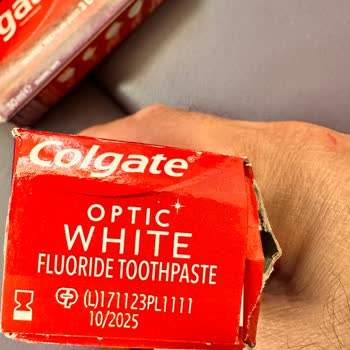 Colgate®
OPTIC
WHITE
FLUORIDE TOOTHPASTE
(L)171123PL1111
10/2025